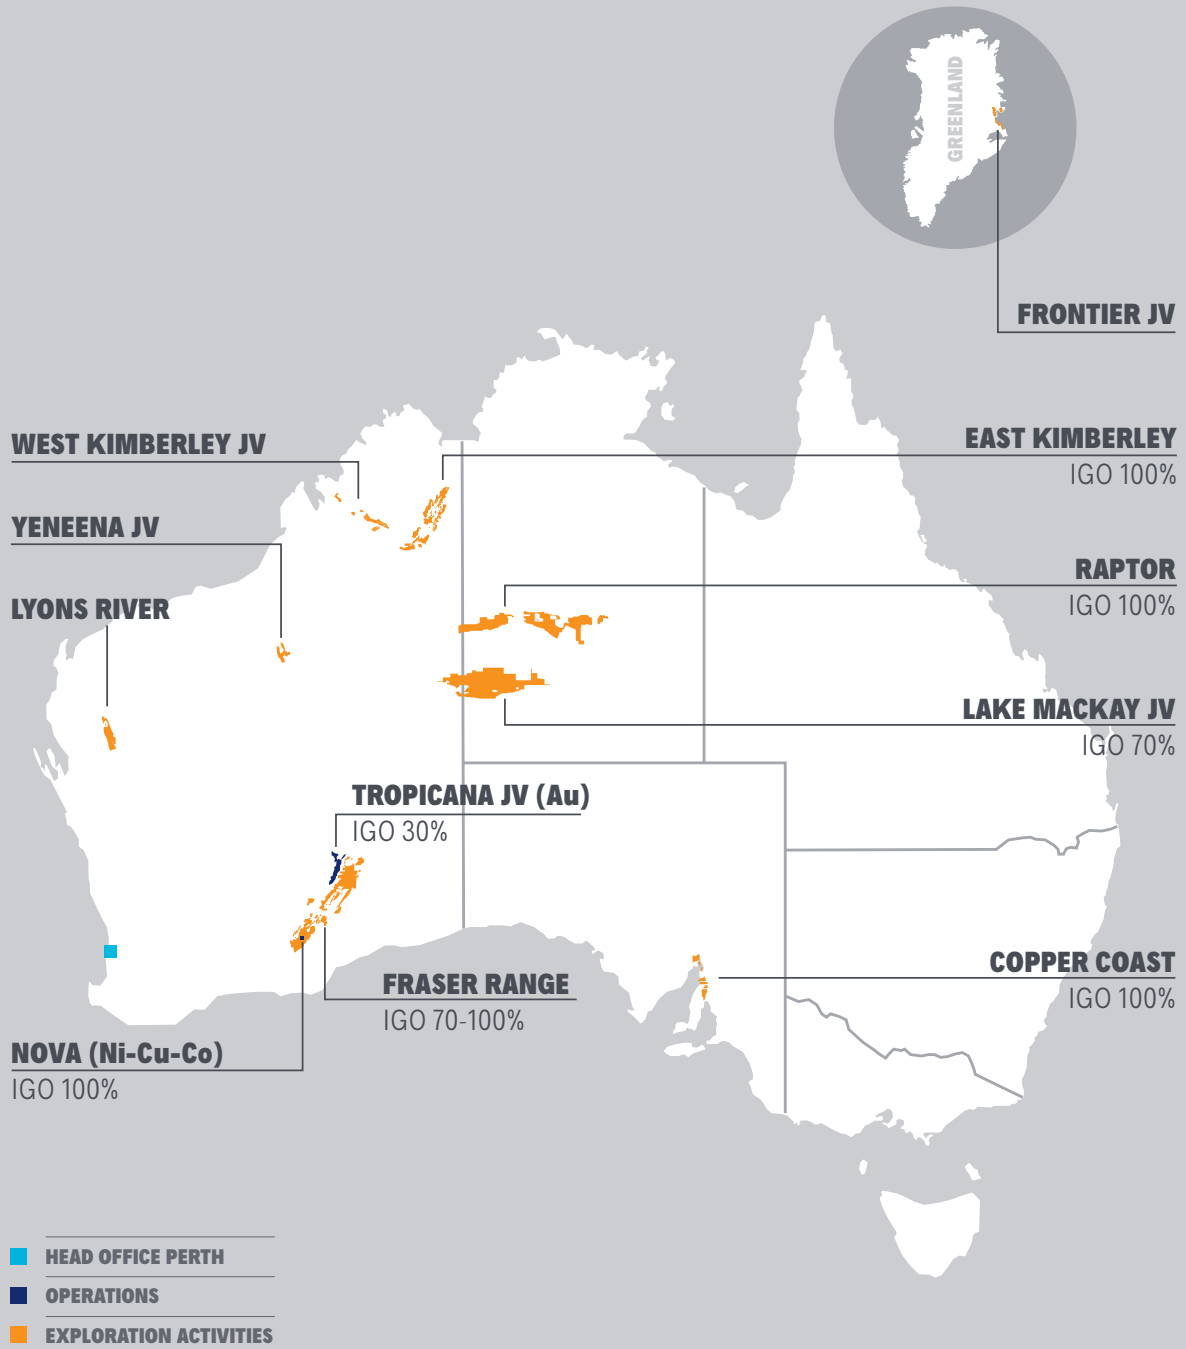 GREENLAND
FRONTIER JV
WEST KIMBERLEY JV
EAST KIMBERLEY
IGO 100%
YENEENA JV
RAPTOR
IGO 100%
LYONS RIVER
LAKE MACKAY JV
IGO 70%
TROPICANA JV (Au)
IGO 30%
COPPER COAST
IGO 100%
FRASER RANGE
IGO 70-100%
NOVA (Ni-Cu-Co)
IGO 100%
HEAD OFFICE PERTH
OPERATIONS
EXPLORATION ACTIVITIES